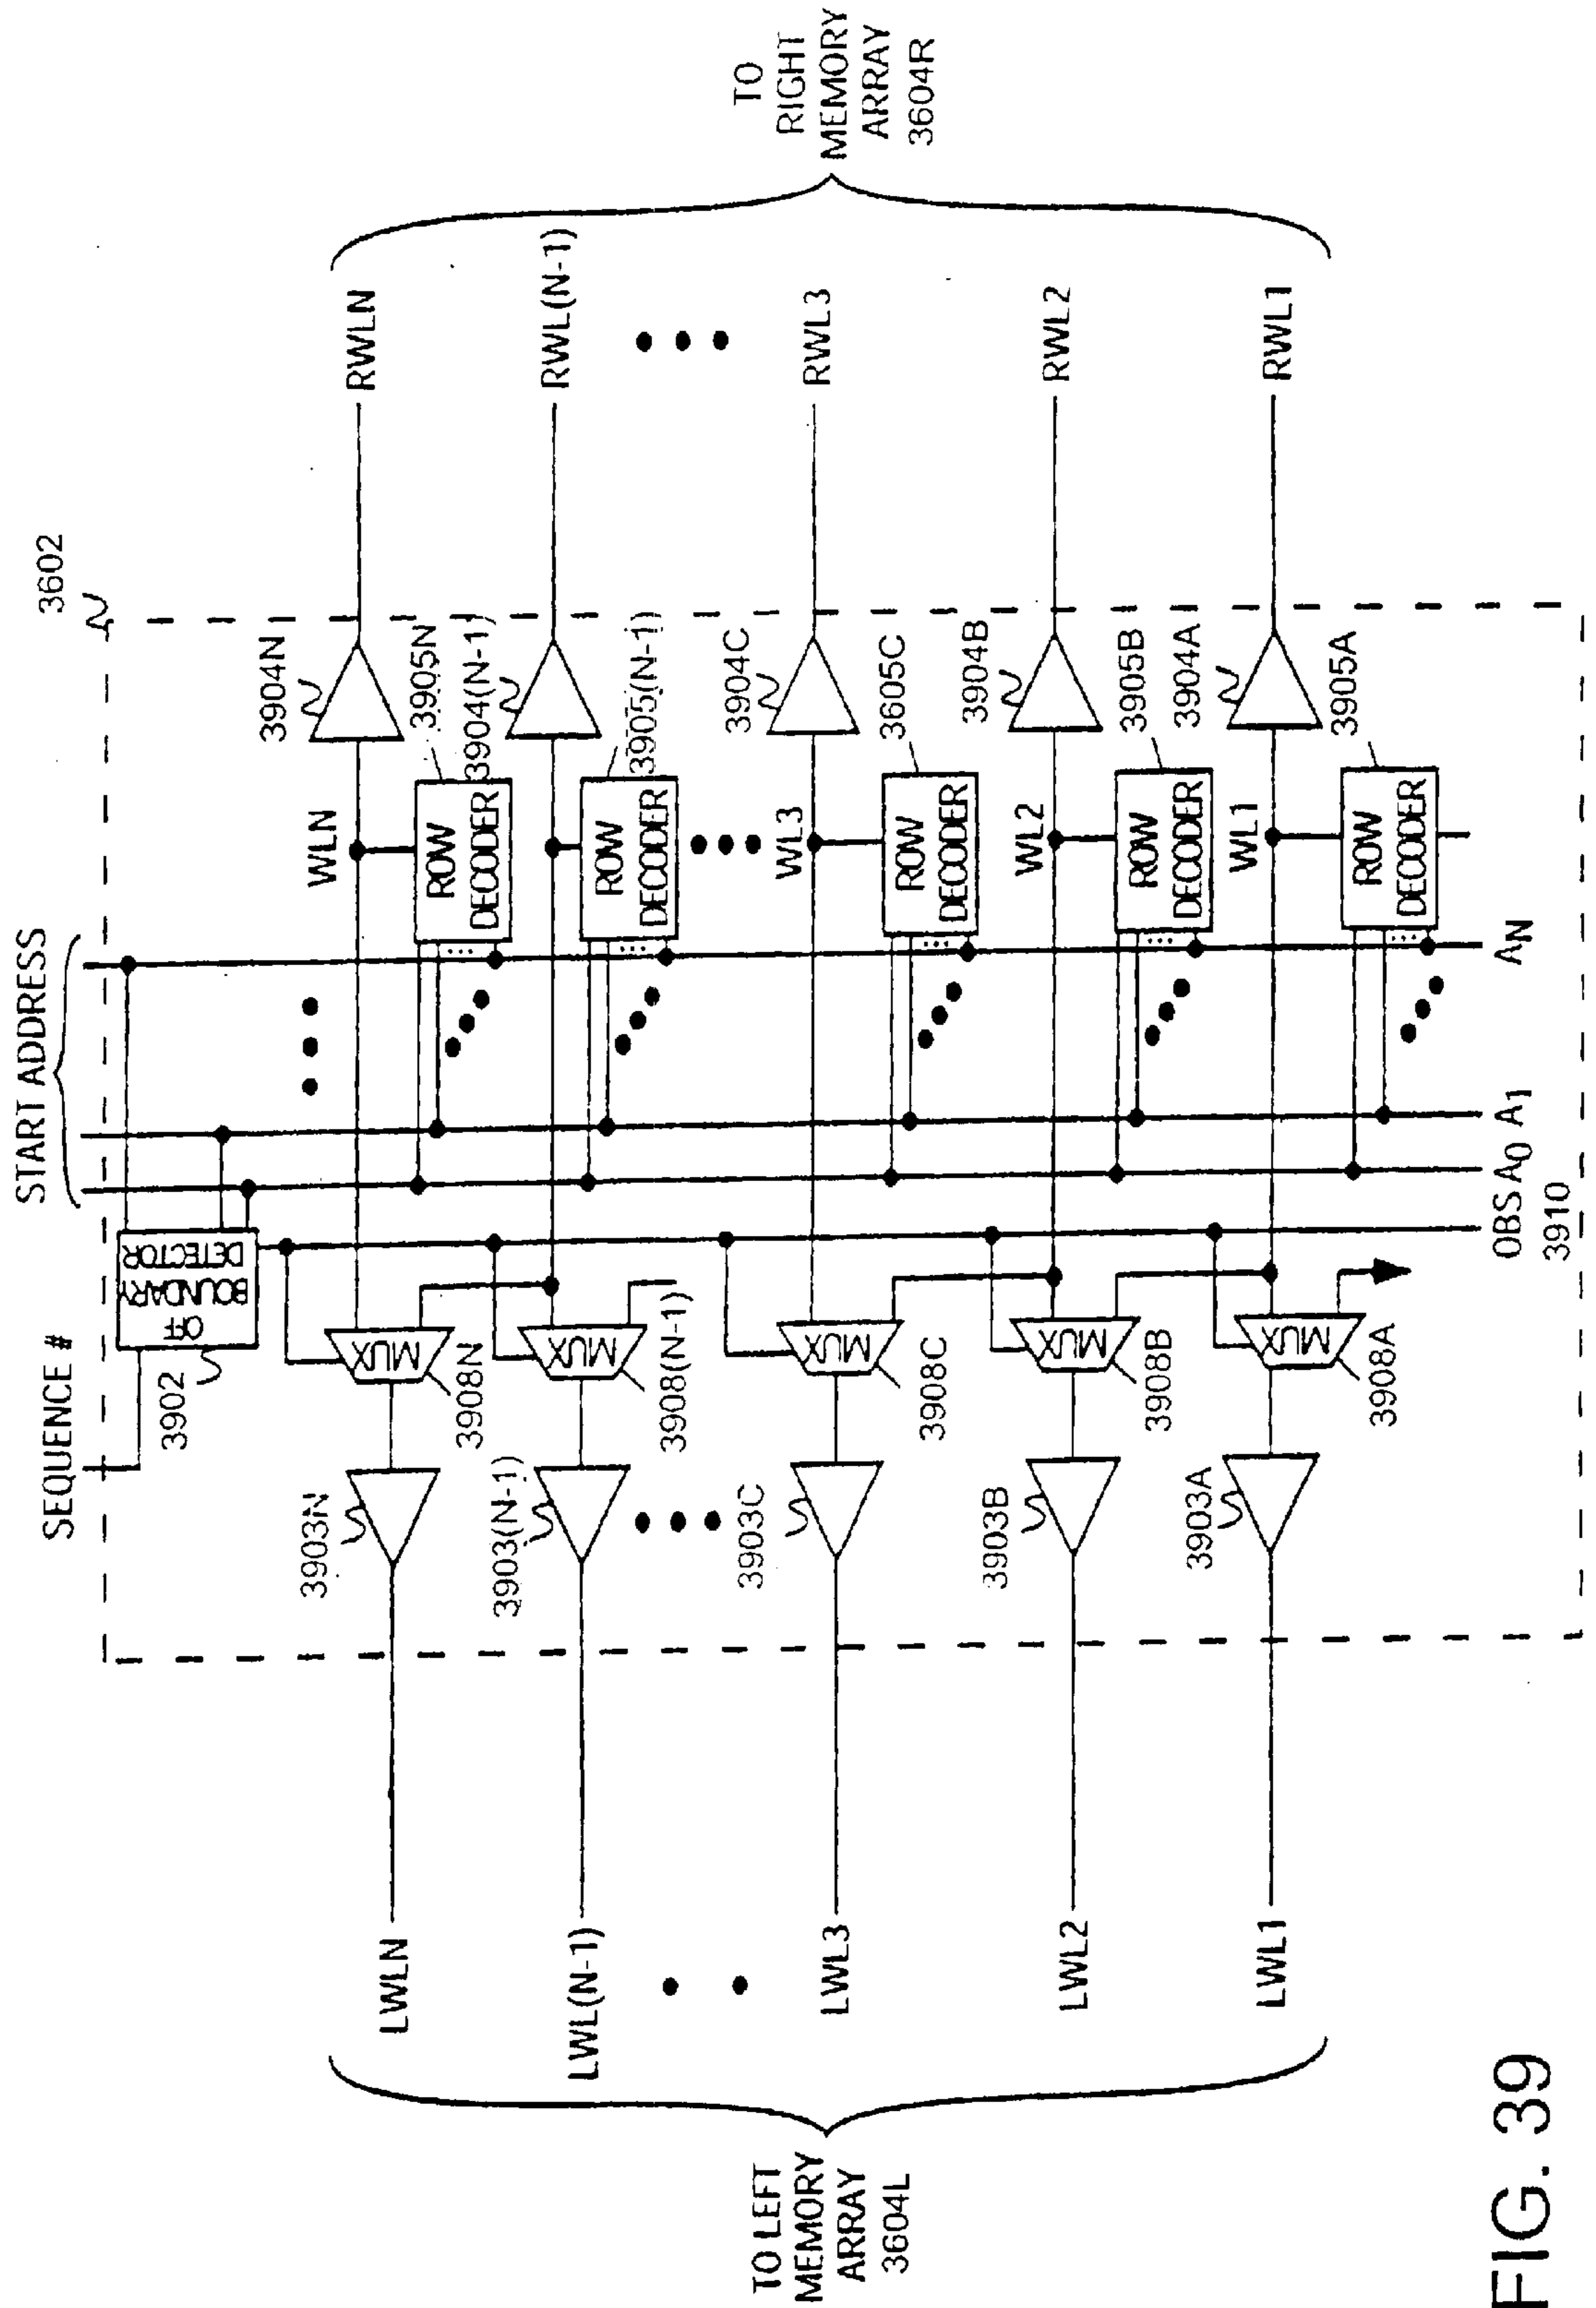 SEQUENCE #
START ADDRESS
3602
OFF
BOUNDARY
DETECTOR
3902
LWLN
3903N
MUX
3908N
WLN
ROW
DECODER
3904N
3905N
RWLN
LWL(N-1)
3903(N-1)
MUX
3908(N-1)
ROW
DECODER
3904(N-1)
3905(N-1)
RWL(N-1)
LWL3
3903C
MUX
3908C
WL3
ROW
DECODER
3904C
3605C
RWL3
LWL2
3903B
MUX
3908B
WL2
ROW
DECODER
3904B
3905B
RWL2
LWL1
3903A
MUX
3908A
WL1
ROW
DECODER
3904A
3905A
RWL1
OBS A0 A1 AN
3910
TO LEFT
MEMORY
ARRAY
3604L
TO
RIGHT
MEMORY
ARRAY
3604R
FIG. 39